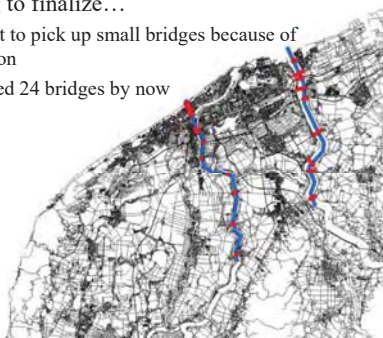 to finalize…
t to pick up small bridges because of
on
ed 24 bridges by now